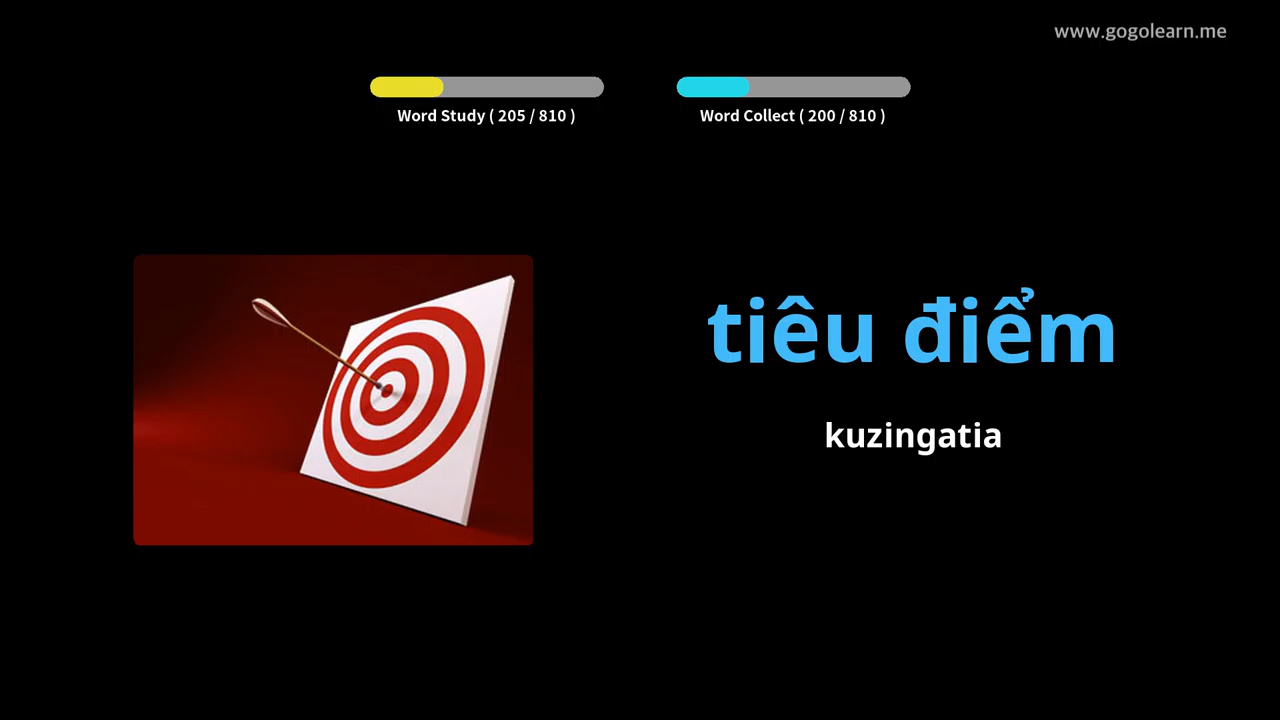 www.gogolearn.me
Word Study ( 205 / 810 )
Word Collect ( 200 / 810 )
tiêu điểm
kuzingatia